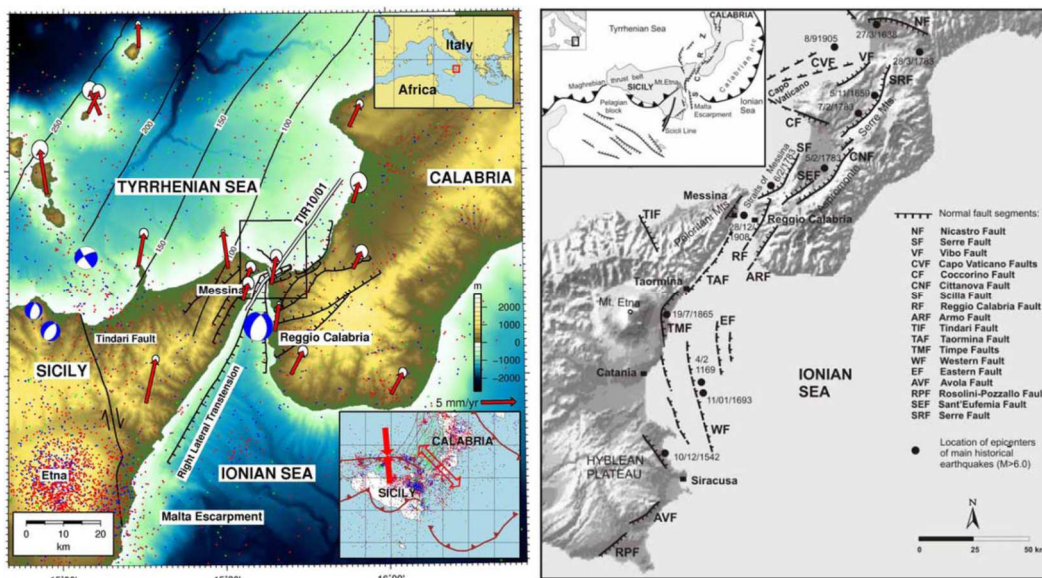 Italy
Africa
250
200
150
100
TYRRHENIAN SEA
CALABRIA
TIR10/01
100
150
Messina
m
2000
1000
0
−1000
−2000
Tindari Fault
Reggio Calabria
SICILY
5 mm/yr
Right Lateral Transtension
CALABRIA
SICILY
IONIAN SEA
Etna
Malta Escarpment
0 10 20
km
CALABRIA
Tyrrhenian Sea
Maghrebian thrust belt
Mt.Etna
SICILY
Calabrian Arc
Pelagian
block
Malta
Escarpment
Ionian
Sea
Scicli Line
NF
27/3/1638
8/91905
28/3/1783
CVF
VF
Capo
Vaticano
SRF
5/11/1659
7/2/1783
CF
Serre Mts
SF
5/2/1783
CNF
SEF
Straits of Messina
6/2/1783
Aspromonte
Messina
TIF
Peloritani Mts
Reggio Calabria
28/12/
1908
RF
ARF
TAF
Taormina
Mt. Etna
19/7/1865
TMF
EF
Catania
4/2
1169
11/01/1693
IONIAN
SEA
WF
HYBLEAN
PLATEAU
10/12/1542
Siracusa
AVF
RPF
Normal fault segments:
NF Nicastro Fault
SF Serre Fault
VF Vibo Fault
CVF Capo Vaticano Faults
CF Coccorino Fault
CNF Cittanova Fault
SF Scilla Fault
RF Reggio Calabria Fault
ARF Armo Fault
TIF Tindari Fault
TAF Taormina Fault
TMF Timpe Faults
WF Western Fault
EF Eastern Fault
AVF Avola Fault
RPF Rosolini-Pozzallo Fault
SEF Sant'Eufemia Fault
SRF Serre Fault
Location of epicenters
of main historical
earthquakes (M>6.0)
N
0 25 50 km